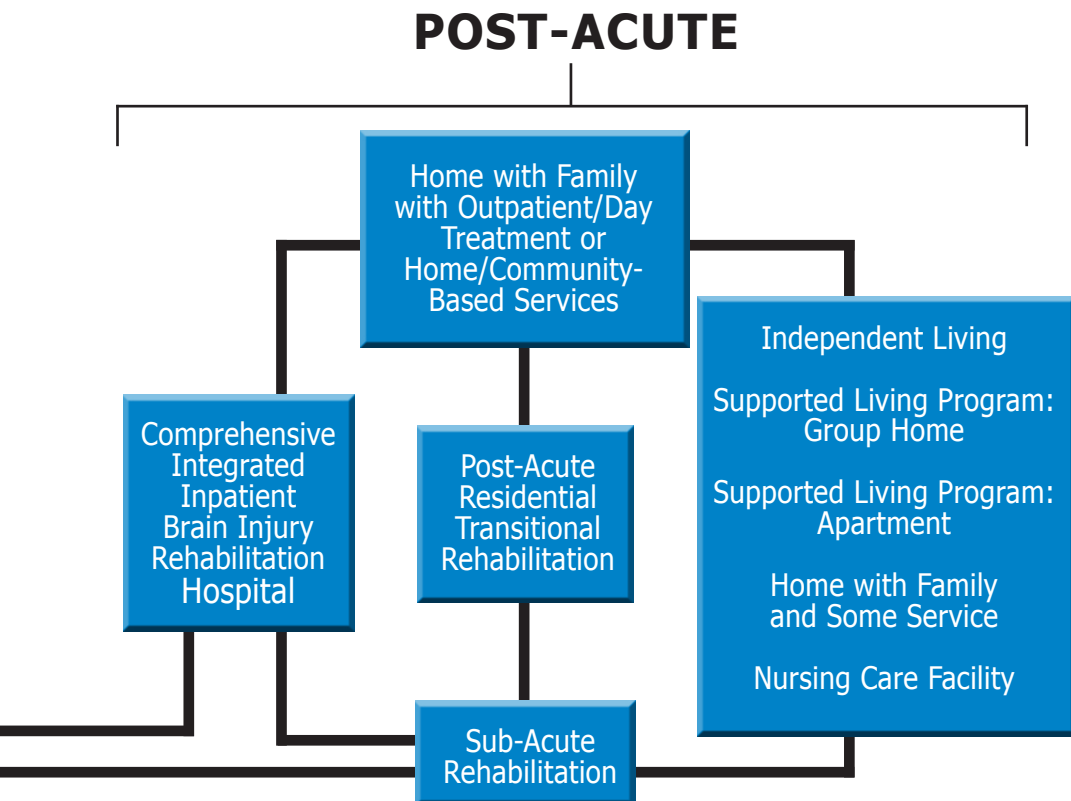 POST-ACUTE
Home with Family
with Outpatient/Day
Treatment or
Home/Community-
Based Services
Comprehensive
Integrated
Inpatient
Brain Injury
Rehabilitation
Hospital
Post-Acute
Residential
Transitional
Rehabilitation
Independent Living
Supported Living Program:
Group Home
Supported Living Program:
Apartment
Home with Family
and Some Service
Nursing Care Facility
Sub-Acute
Rehabilitation